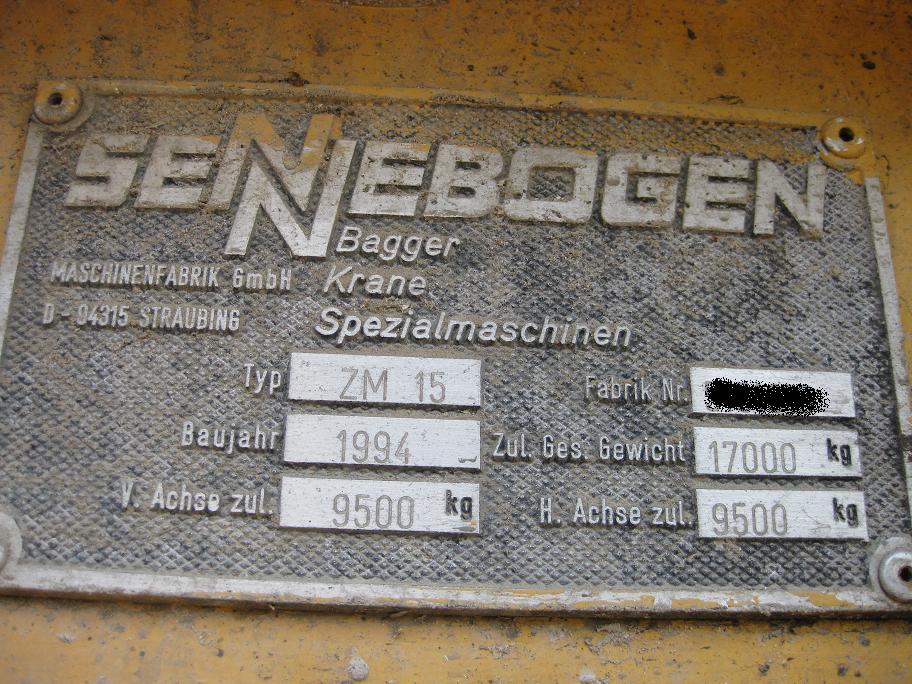 SENNEBOGEN
Bagger
MASCHINENFABRIK GmbH Krane
D-94315 STRAUBING Spezialmaschinen
Typ ZM 15 Fabrik Nr.
Baujahr 1994 Zul. Ges. Gewicht 17000 kg
V. Achse zul. 9500 kg H. Achse zul. 9500 kg